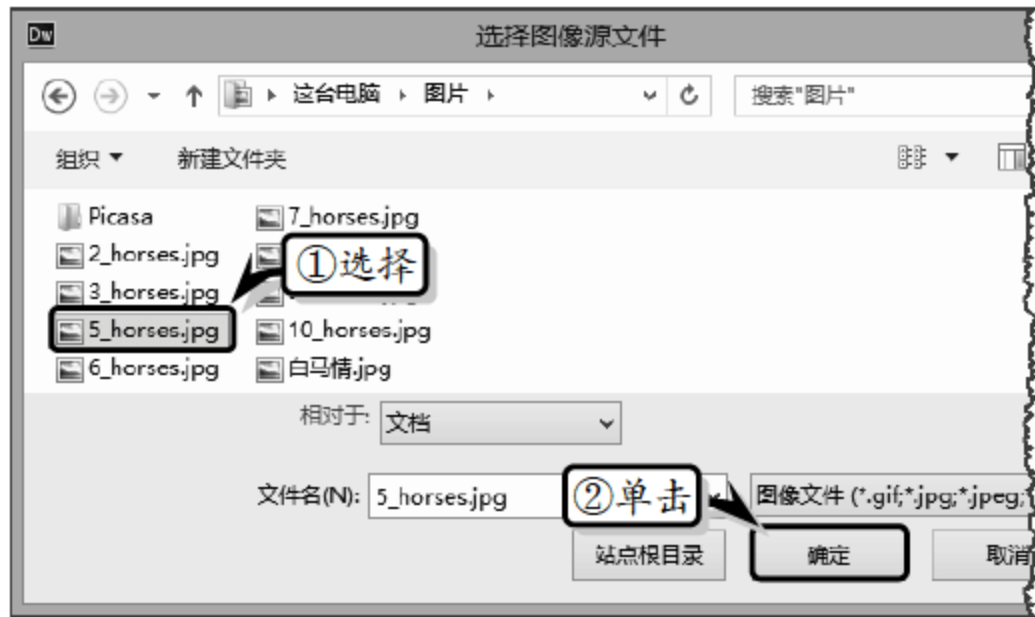 Dw 选择图像源文件
这台电脑 图片 搜索"图片"
组织 新建文件夹
Picasa 7_horses.jpg
2_horses.jpg
①选择
3_horses.jpg
5_horses.jpg 10_horses.jpg
6_horses.jpg 白马情.jpg
相对于: 文档
文件名(N): 5_horses.jpg ②单击 图像文件 (*.gif;*.jpg;*.jpeg;
站点根目录 确定 取消